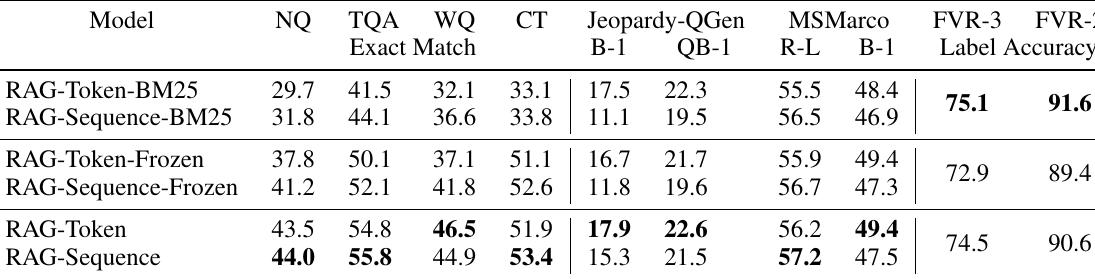 Model NQ TQA WQ CT Jeopardy-QGen MSMarco FVR-3 FVR-2
Exact Match B-1 QB-1 R-L B-1 Label Accuracy
RAG-Token-BM25 29.7 41.5 32.1 33.1 17.5 22.3 55.5 48.4 75.1 91.6
RAG-Sequence-BM25 31.8 44.1 36.6 33.8 11.1 19.5 56.5 46.9
RAG-Token-Frozen 37.8 50.1 37.1 51.1 16.7 21.7 55.9 49.4 72.9 89.4
RAG-Sequence-Frozen 41.2 52.1 41.8 52.6 11.8 19.6 56.7 47.3
RAG-Token 43.5 54.8 46.5 51.9 17.9 22.6 56.2 49.4 74.5 90.6
RAG-Sequence 44.0 55.8 44.9 53.4 15.3 21.5 57.2 47.5